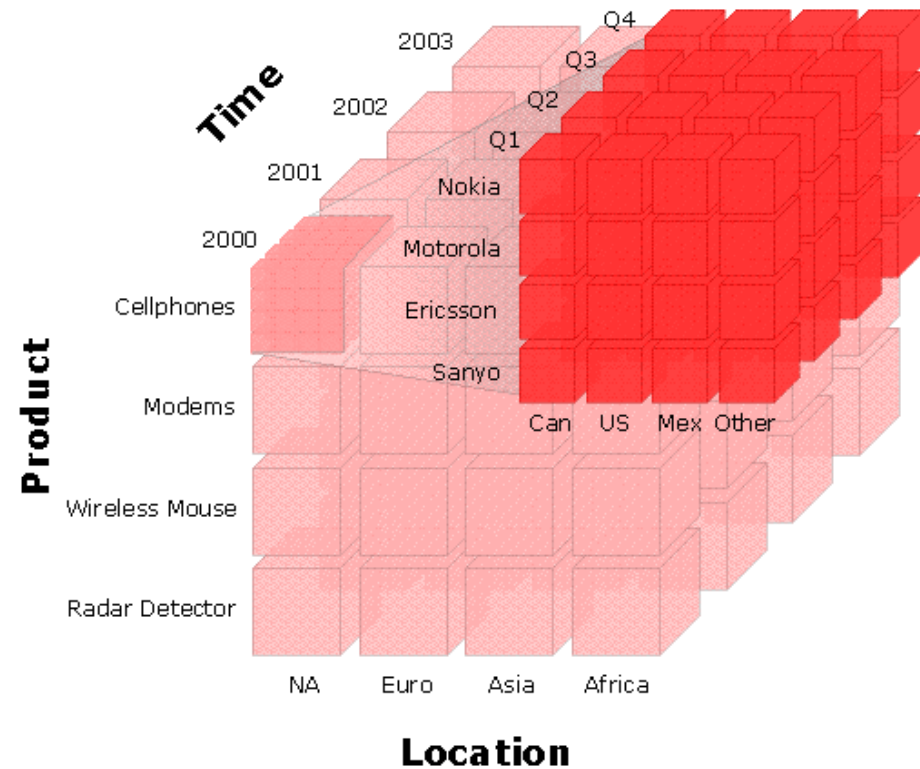 Q4
2003
Q3
Time
Q2
2002
Q1
2001
Nokia
2000
Motorola
Cellphones
Ericsson
Product
Sanyo
Modems
Can US Mex Other
Wireless Mouse
Radar Detector
NA Euro Asia Africa
Location